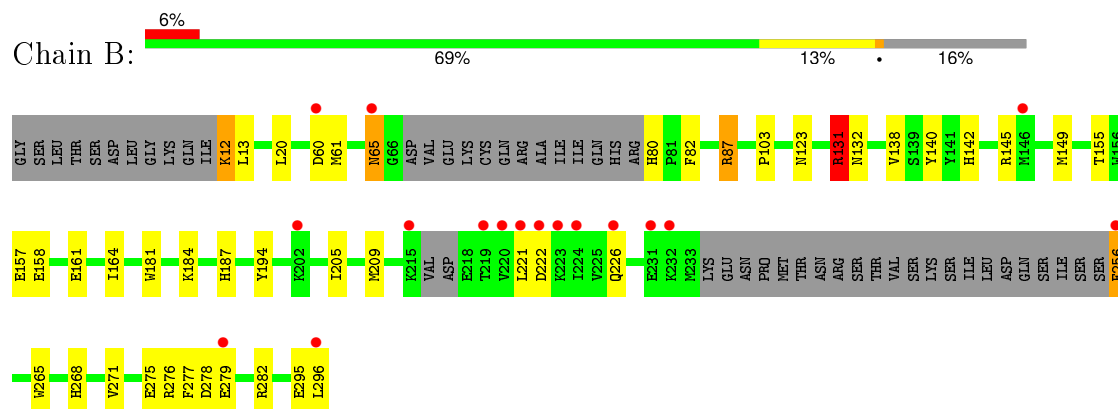 6%
Chain B:
69% 13% • 16%
GLY SER LEU THR SER ASP LEU GLY LYS GLN ILE K12 L13 L20 D60 M61 N65 G66 ASP VAL GLU LYS CYS GLN ARG ALA ILE ILE GLN HIS ARG H80 P81 F82 R87 P103 N123 R131 N132 V138 S139 Y140 Y141 H142 R145 M146 M149 T155 W156
E157 E158 E161 I164 W181 K184 H187 Y194 K202 I205 M209 K215 VAL ASP E218 T219 V220 L221 D222 K223 I224 V225 Q226 E231 K232 M233 LYS GLU ASN PRO MET THR ASN ARG SER THR VAL SER LYS SER ILE LEU ASP GLN SER ILE SER SER
W265 H268 V271 E275 R276 F277 D278 E279 R282 E295 L296